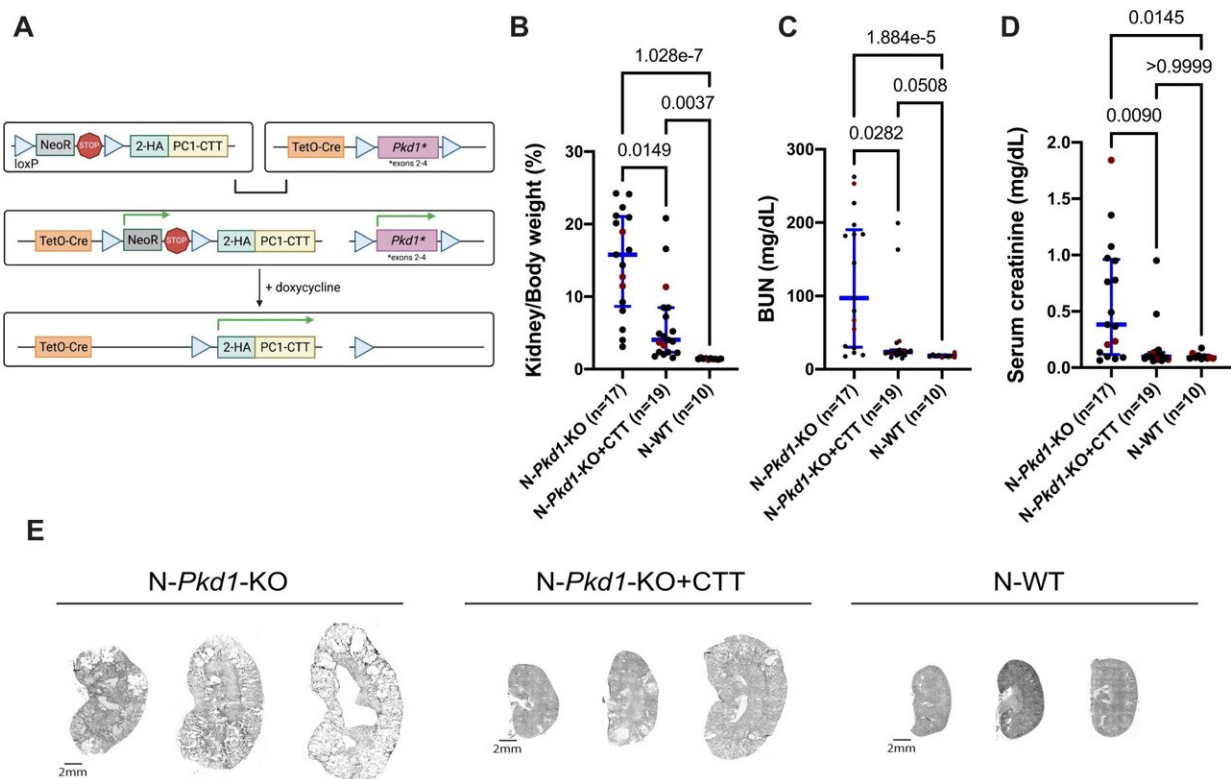 A
NeoR STOP 2-HA PC1-CTT
loxP
TetO-Cre Pkd1*
*exons 2-4
TetO-Cre NeoR STOP 2-HA PC1-CTT Pkd1*
*exons 2-4
+ doxycycline
TetO-Cre 2-HA PC1-CTT
B
1.028e-7
0.0037
0.0149
Kidney/Body weight (%)
30
20
10
0
N-Pkd1-KO (n=17)
N-Pkd1-KO+CTT (n=19)
N-WT (n=10)
C
1.884e-5
0.0508
0.0282
BUN (mg/dL)
300
200
100
0
N-Pkd1-KO (n=17)
N-Pkd1-KO+CTT (n=19)
N-WT (n=10)
D
0.0145
>0.9999
0.0090
Serum creatinine (mg/dL)
2.0
1.5
1.0
0.5
0.0
N-Pkd1-KO (n=17)
N-Pkd1-KO+CTT (n=19)
N-WT (n=10)
E
N-Pkd1-KO N-Pkd1-KO+CTT N-WT
2mm 2mm 2mm